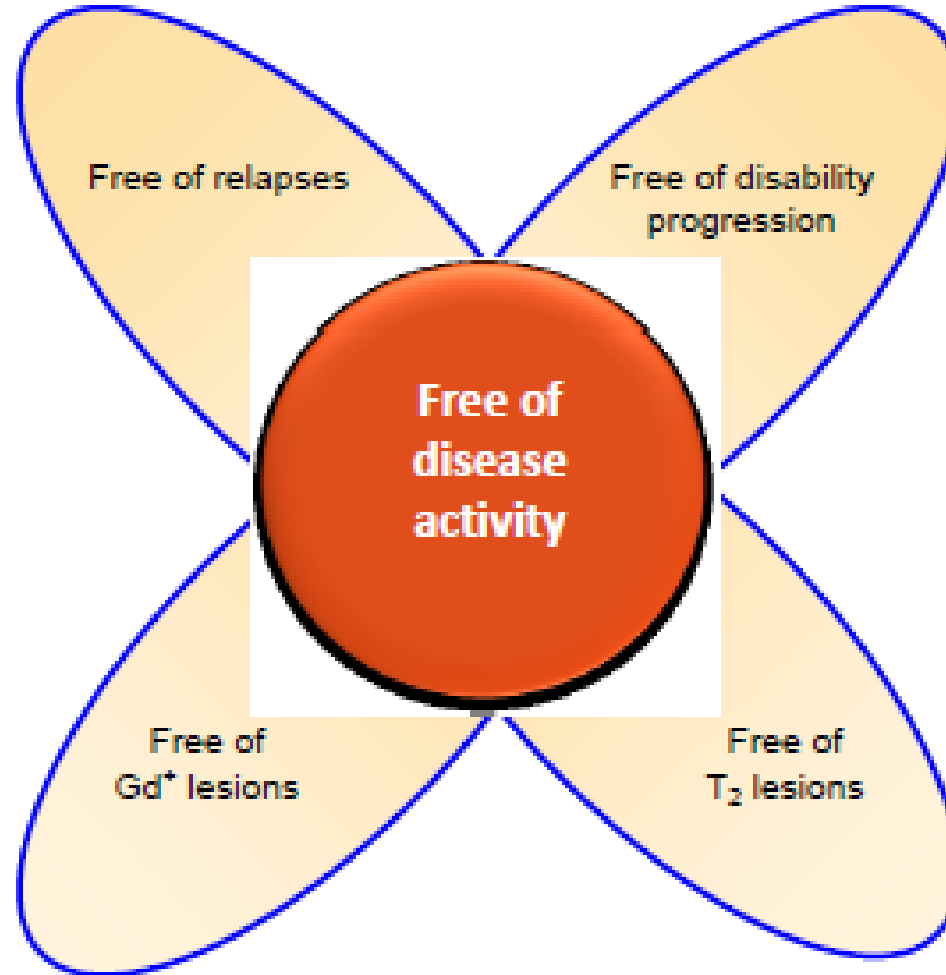 Free of relapses
Free of disability
progression
Free of
disease
activity
Free of
Gd⁺ lesions
Free of
T₂ lesions